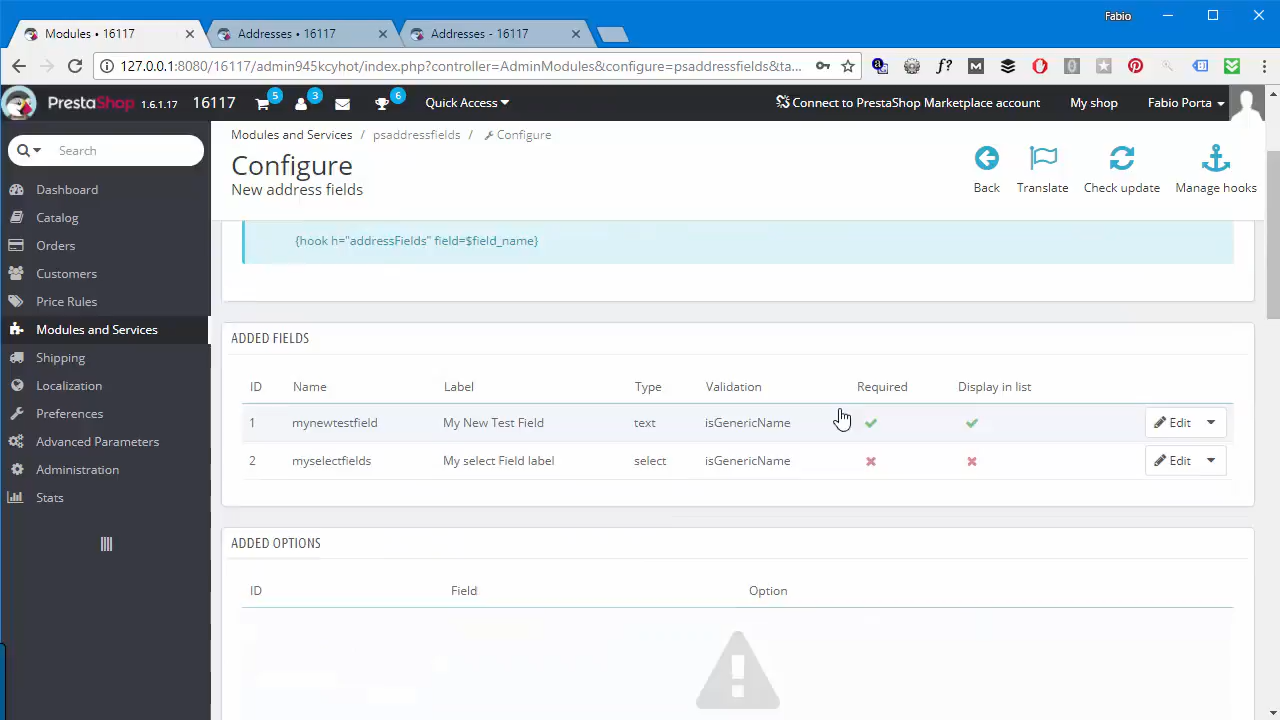 Fabio
Modules • 16117
Addresses • 16117
Addresses - 16117
127.0.0.1:8080/16117/admin945kcyhot/index.php?controller=AdminModules&configure=psaddressfields&ta...
PrestaShop 1.6.1.17 16117 5 3 6 Quick Access Connect to PrestaShop Marketplace account My shop Fabio Porta
Search
Dashboard
Catalog
Orders
Customers
Price Rules
Modules and Services
Shipping
Localization
Preferences
Advanced Parameters
Administration
Stats
Modules and Services / psaddressfields / Configure
Configure
New address fields
Back Translate Check update Manage hooks
{hook h="addressFields" field=$field_name}
ADDED FIELDS
ID Name Label Type Validation Required Display in list
1 mynewtestfield My New Test Field text isGenericName Edit
2 myselectfields My select Field label select isGenericName Edit
ADDED OPTIONS
ID Field Option